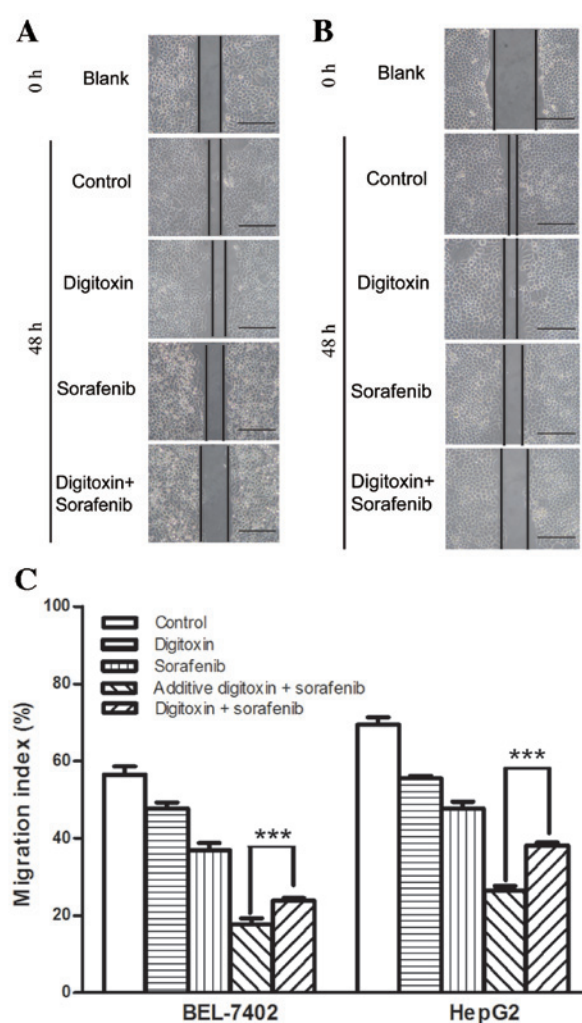 A
0 h
Blank
48 h
Control
Digitoxin
Sorafenib
Digitoxin+
Sorafenib
B
0 h
Blank
48 h
Control
Digitoxin
Sorafenib
Digitoxin+
Sorafenib
C
Migration index (%)
100
80
60
40
20
0
Control
Digitoxin
Sorafenib
Additive digitoxin + sorafenib
Digitoxin + sorafenib
***
***
BEL-7402
HepG2